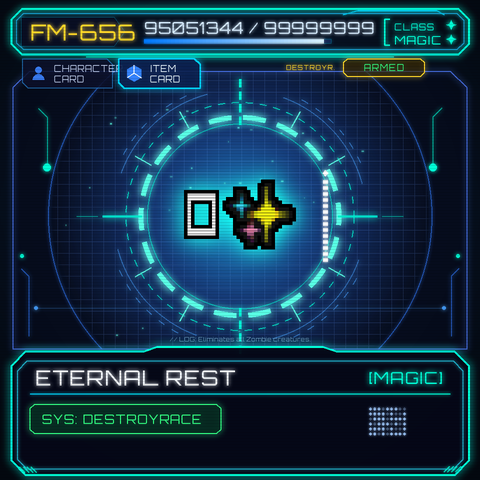 FM-656
95051344 / 99999999
CLASS
MAGIC
CHARACTER
CARD
ITEM
CARD
DESTROYR.
ARMED
// LOG: Eliminates all Zombie creatures.
ETERNAL REST
[MAGIC]
SYS: DESTROYRACE